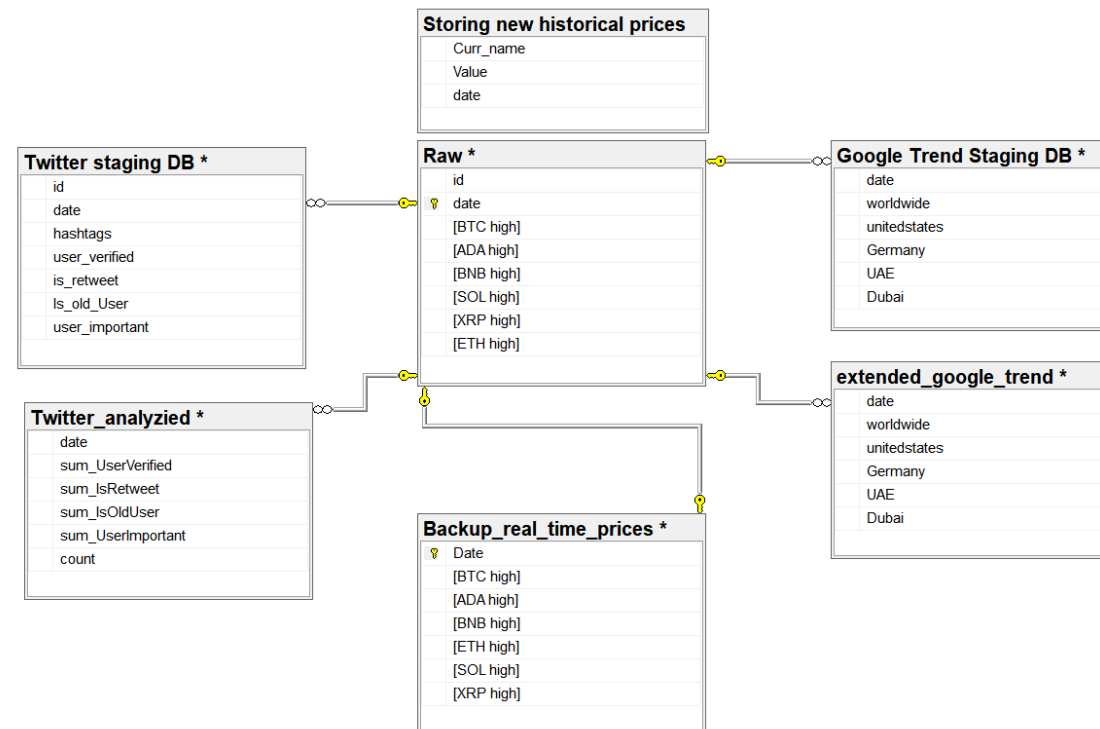 Storing new historical prices
Curr_name
Value
date
Twitter staging DB *
id
date
hashtags
user_verified
is_retweet
Is_old_User
user_important
Raw *
id
date
[BTC high]
[ADA high]
[BNB high]
[SOL high]
[XRP high]
[ETH high]
Google Trend Staging DB *
date
worldwide
unitedstates
Germany
UAE
Dubai
Twitter_analyzied *
date
sum_UserVerified
sum_IsRetweet
sum_IsOldUser
sum_UserImportant
count
extended_google_trend *
date
worldwide
unitedstates
Germany
UAE
Dubai
Backup_real_time_prices *
Date
[BTC high]
[ADA high]
[BNB high]
[ETH high]
[SOL high]
[XRP high]